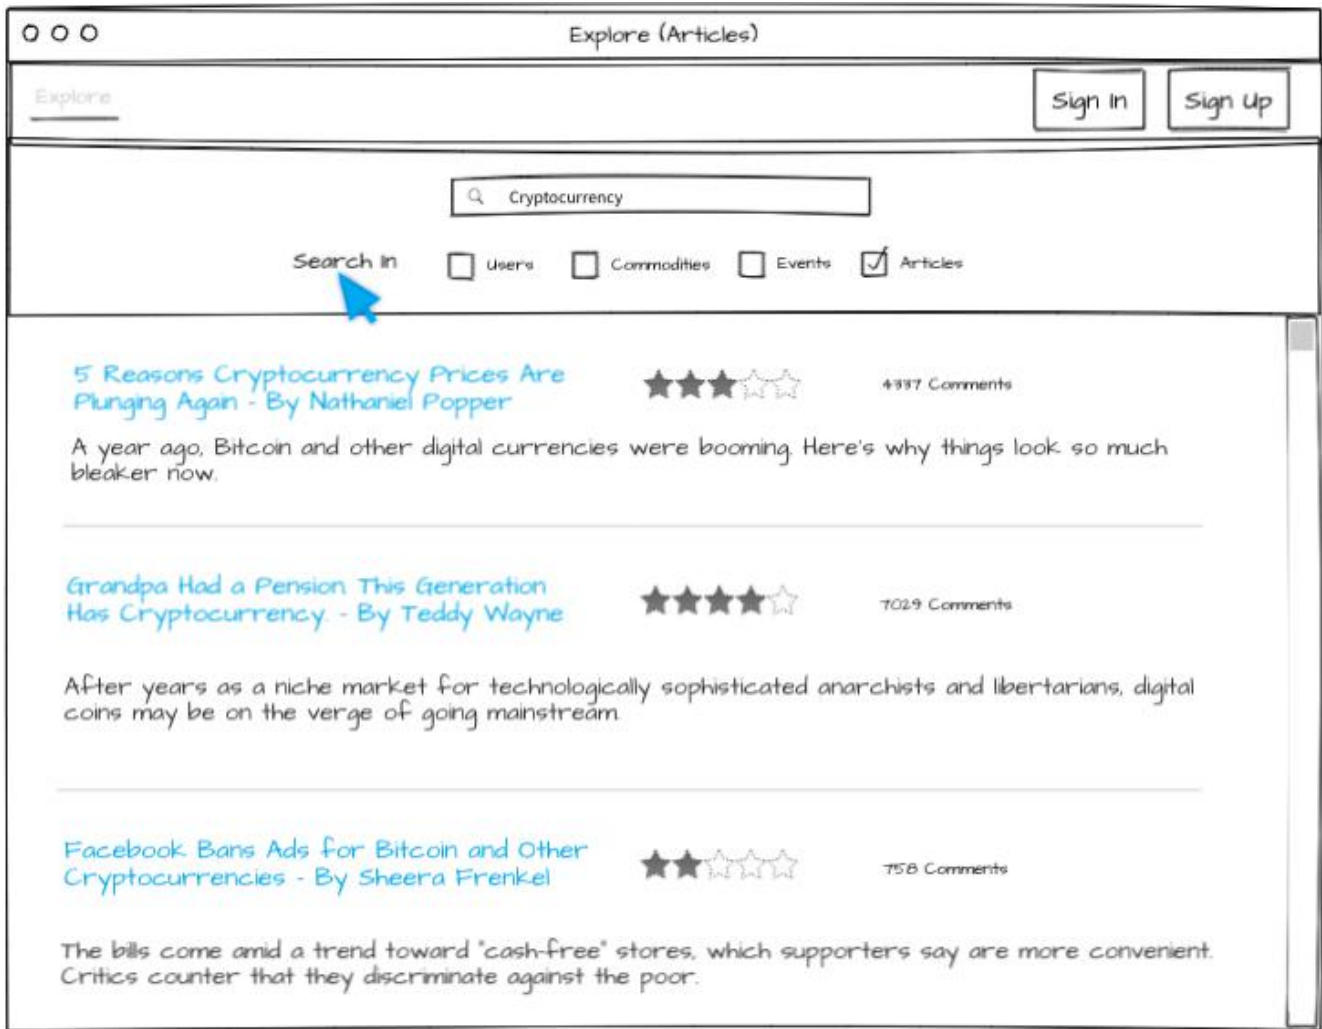 Explore (Articles)
Explore
Sign In
Sign Up
Cryptocurrency
Search In
Users
Commodities
Events
Articles
5 Reasons Cryptocurrency Prices Are
Plunging Again - By Nathaniel Popper
4337 Comments
A year ago, Bitcoin and other digital currencies were booming. Here's why things look so much
bleaker now.
Grandpa Had a Pension. This Generation
Has Cryptocurrency. - By Teddy Wayne
7029 Comments
After years as a niche market for technologically sophisticated anarchists and libertarians, digital
coins may be on the verge of going mainstream.
Facebook Bans Ads for Bitcoin and Other
Cryptocurrencies - By Sheera Frenkel
758 Comments
The bills come amid a trend toward "cash-free" stores, which supporters say are more convenient.
Critics counter that they discriminate against the poor.